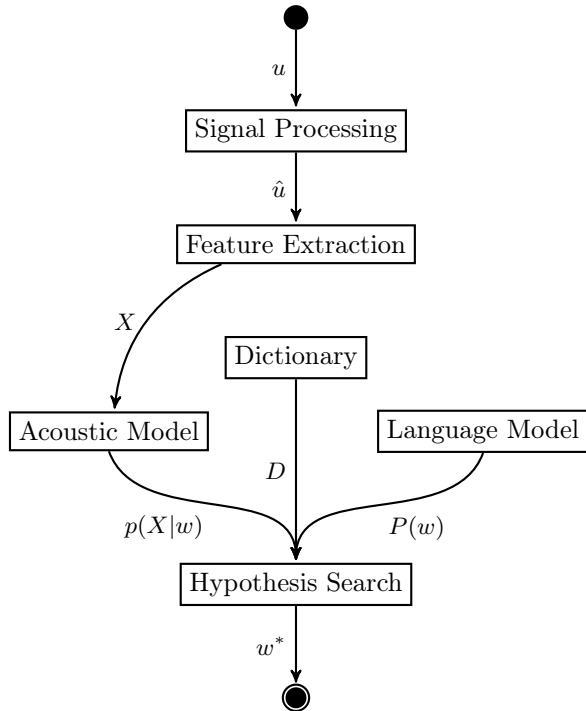 u
Signal Processing
û
Feature Extraction
X
Dictionary
Acoustic Model
Language Model
D
p(X|w)
P(w)
Hypothesis Search
w*